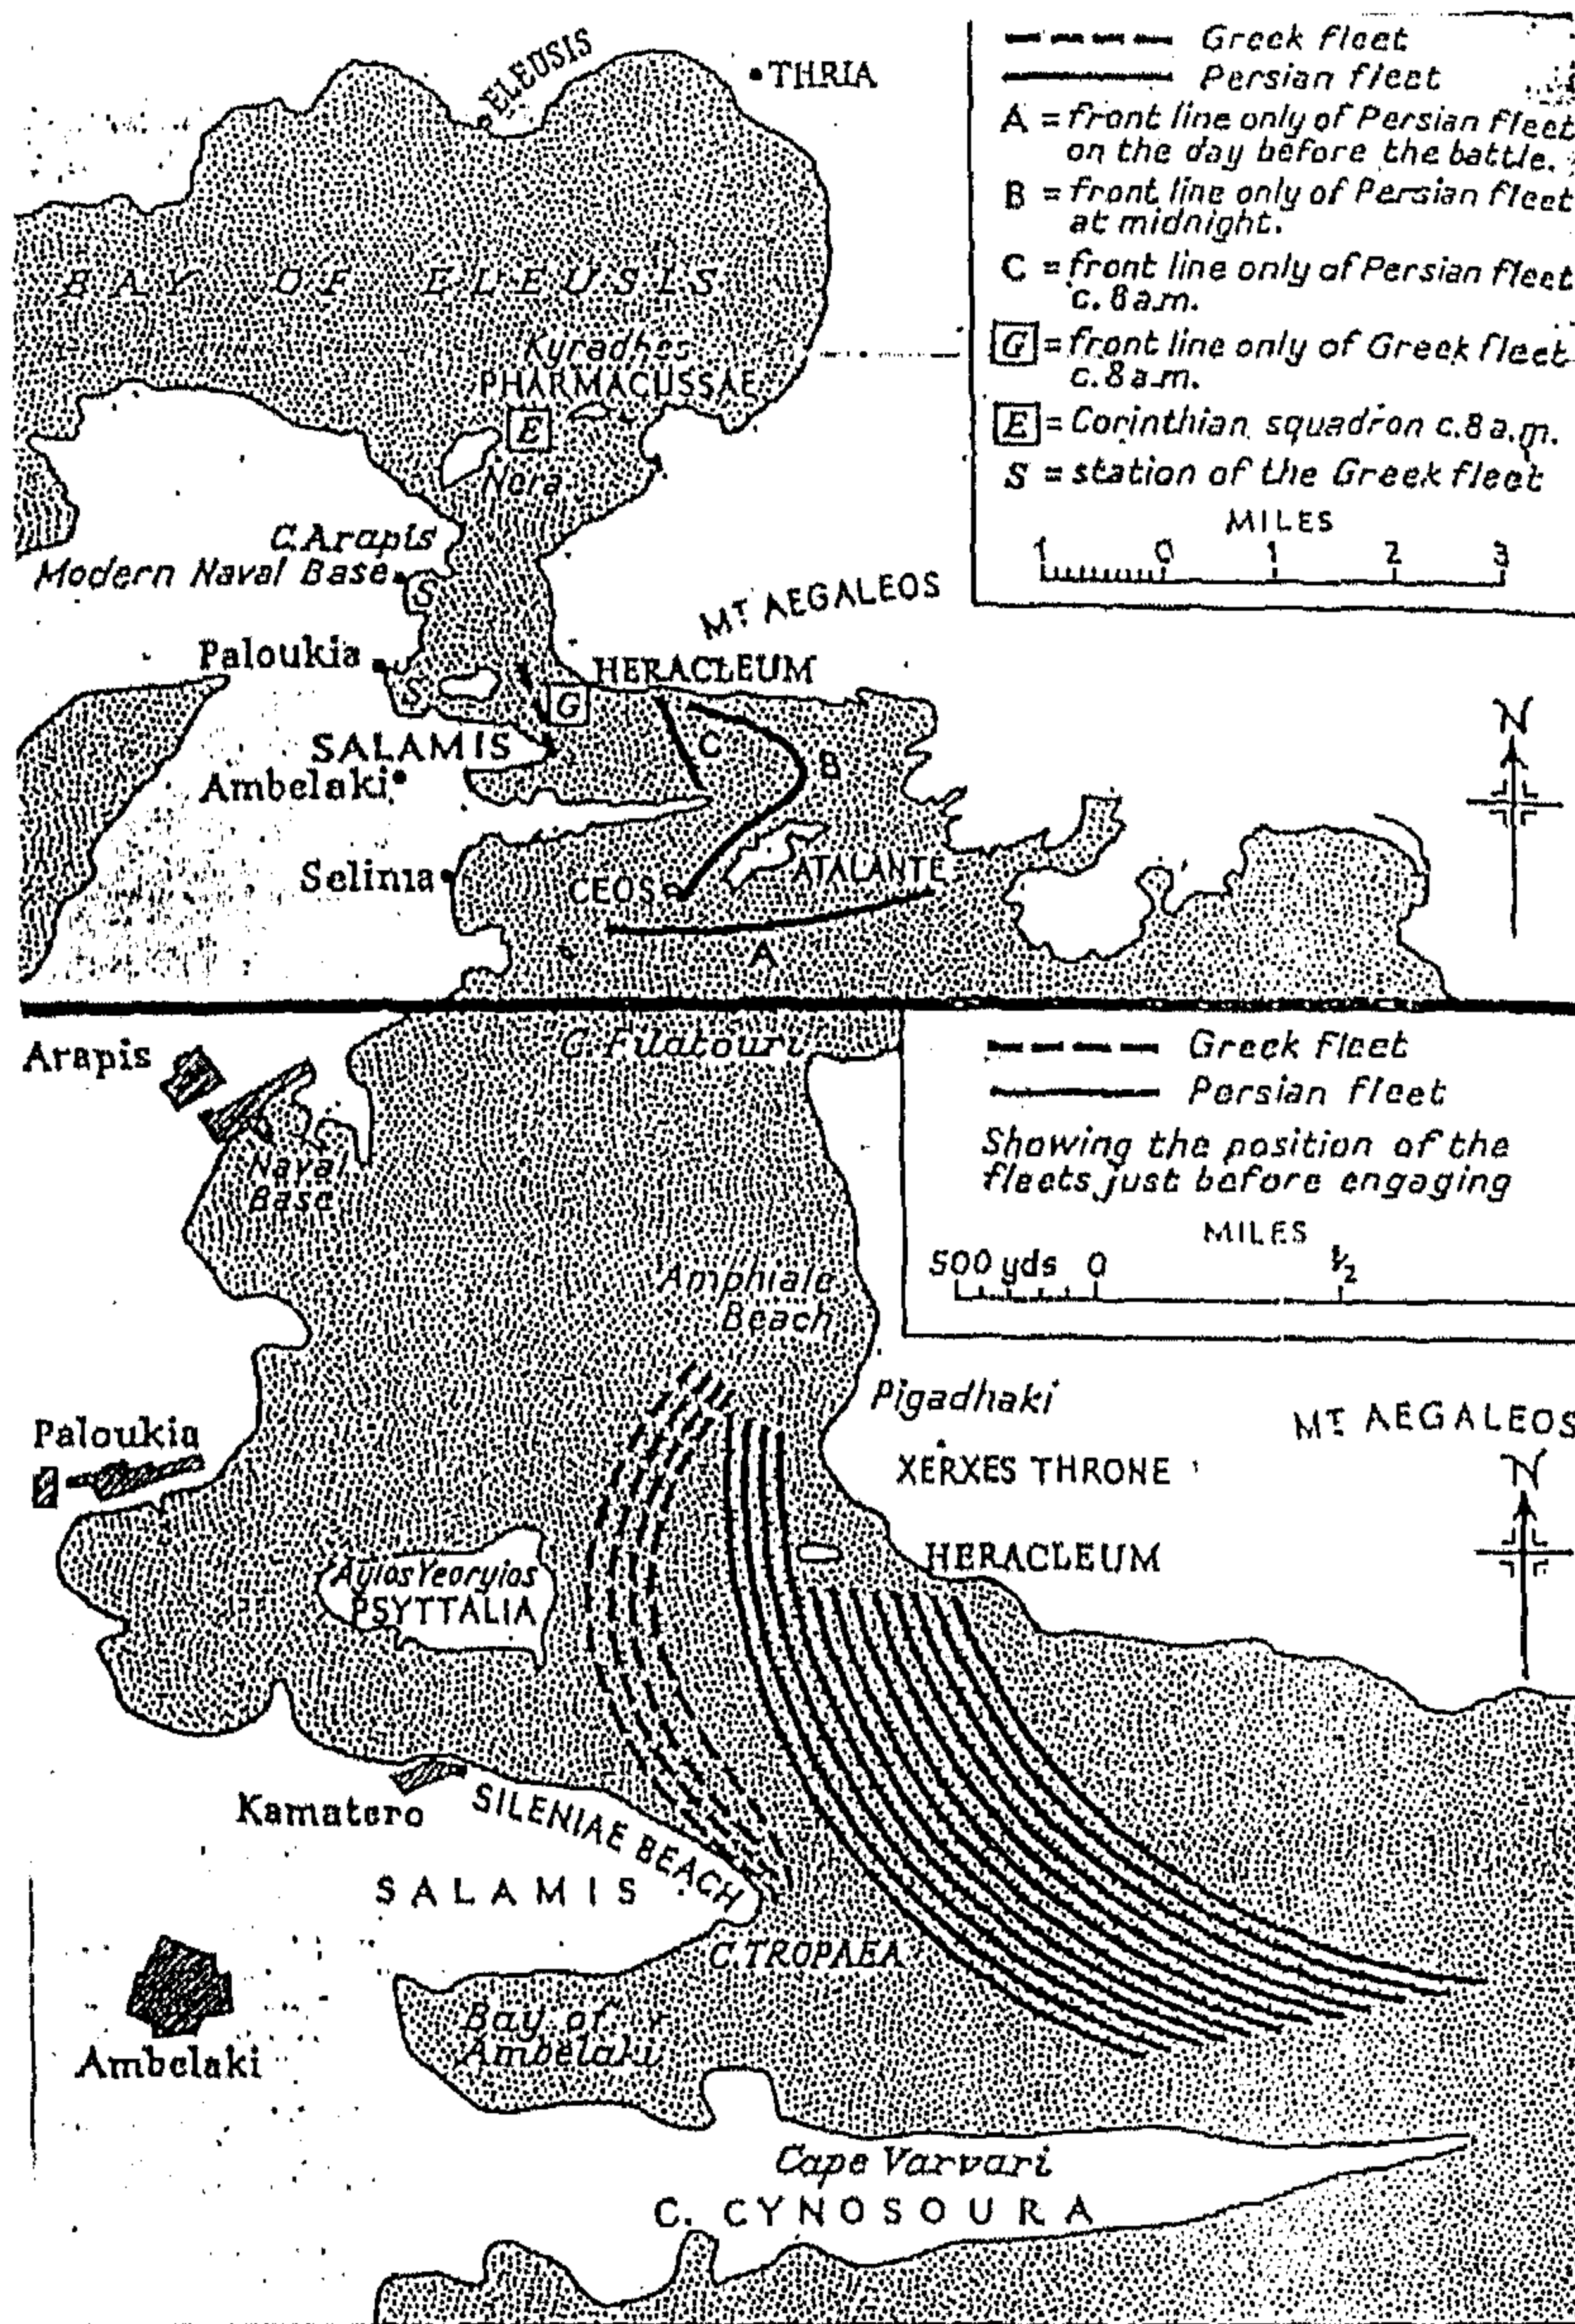 ELEUSIS
THRIA
BAY OF ELEUSIS
Kyradhes
PHARMACUSSAE
E
Nera
C. Arapis
Modern Naval Base
S
MT AEGALEOS
Paloukia
S
HERACLEUM
G
SALAMIS
C
B
Ambelaki
Selinia
CEOS
ATALANTE
A
Greek fleet
Persian fleet
A = front line only of Persian fleet
on the day before the battle.
B = front line only of Persian fleet
at midnight.
C = front line only of Persian fleet
c. 8 a.m.
G = front line only of Greek fleet
c. 8 a.m.
E = Corinthian squadron c. 8 a.m.
S = station of the Greek fleet
MILES
1 0 1 2 3
N
C. Filatouri
Arapis
Naval
Base
Greek fleet
Persian fleet
Showing the position of the
fleets just before engaging
MILES
500 yds 0 ½
Amphiale
Beach
Pigadhaki
MT AEGALEOS
Paloukia
XERXES THRONE
N
Ayios Yeoryios
PSYTTALIA
HERACLEUM
Kamatero
SILENIAE BEACH
SALAMIS
C. TROPAEA
Bay of
Ambelaki
Ambelaki
Cape Varvari
C. CYNOSOURA